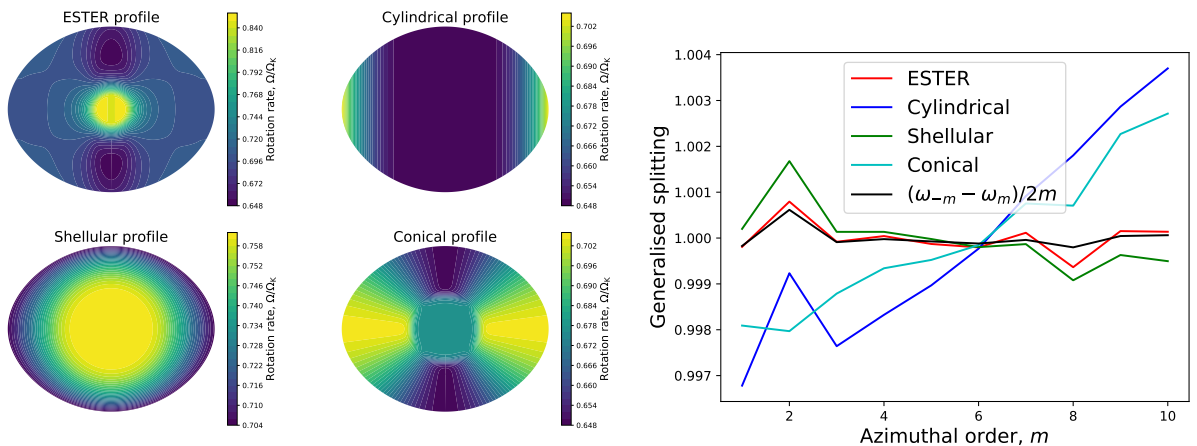 ESTER profile
0.840
0.816
0.792
0.768
0.744
0.720
0.696
0.672
0.648
Rotation rate, Ω/Ω_K
Cylindrical profile
0.702
0.696
0.690
0.684
0.678
0.672
0.666
0.660
0.654
0.648
Rotation rate, Ω/Ω_K
Shellular profile
0.758
0.752
0.746
0.740
0.734
0.728
0.722
0.716
0.710
0.704
Rotation rate, Ω/Ω_K
Conical profile
0.702
0.696
0.690
0.684
0.678
0.672
0.666
0.660
0.654
0.648
Rotation rate, Ω/Ω_K
Generalised splitting
1.004
1.003
1.002
1.001
1.000
0.999
0.998
0.997
ESTER
Cylindrical
Shellular
Conical
(ω_{-m} − ω_m)/2m
2 4 6 8 10
Azimuthal order, m